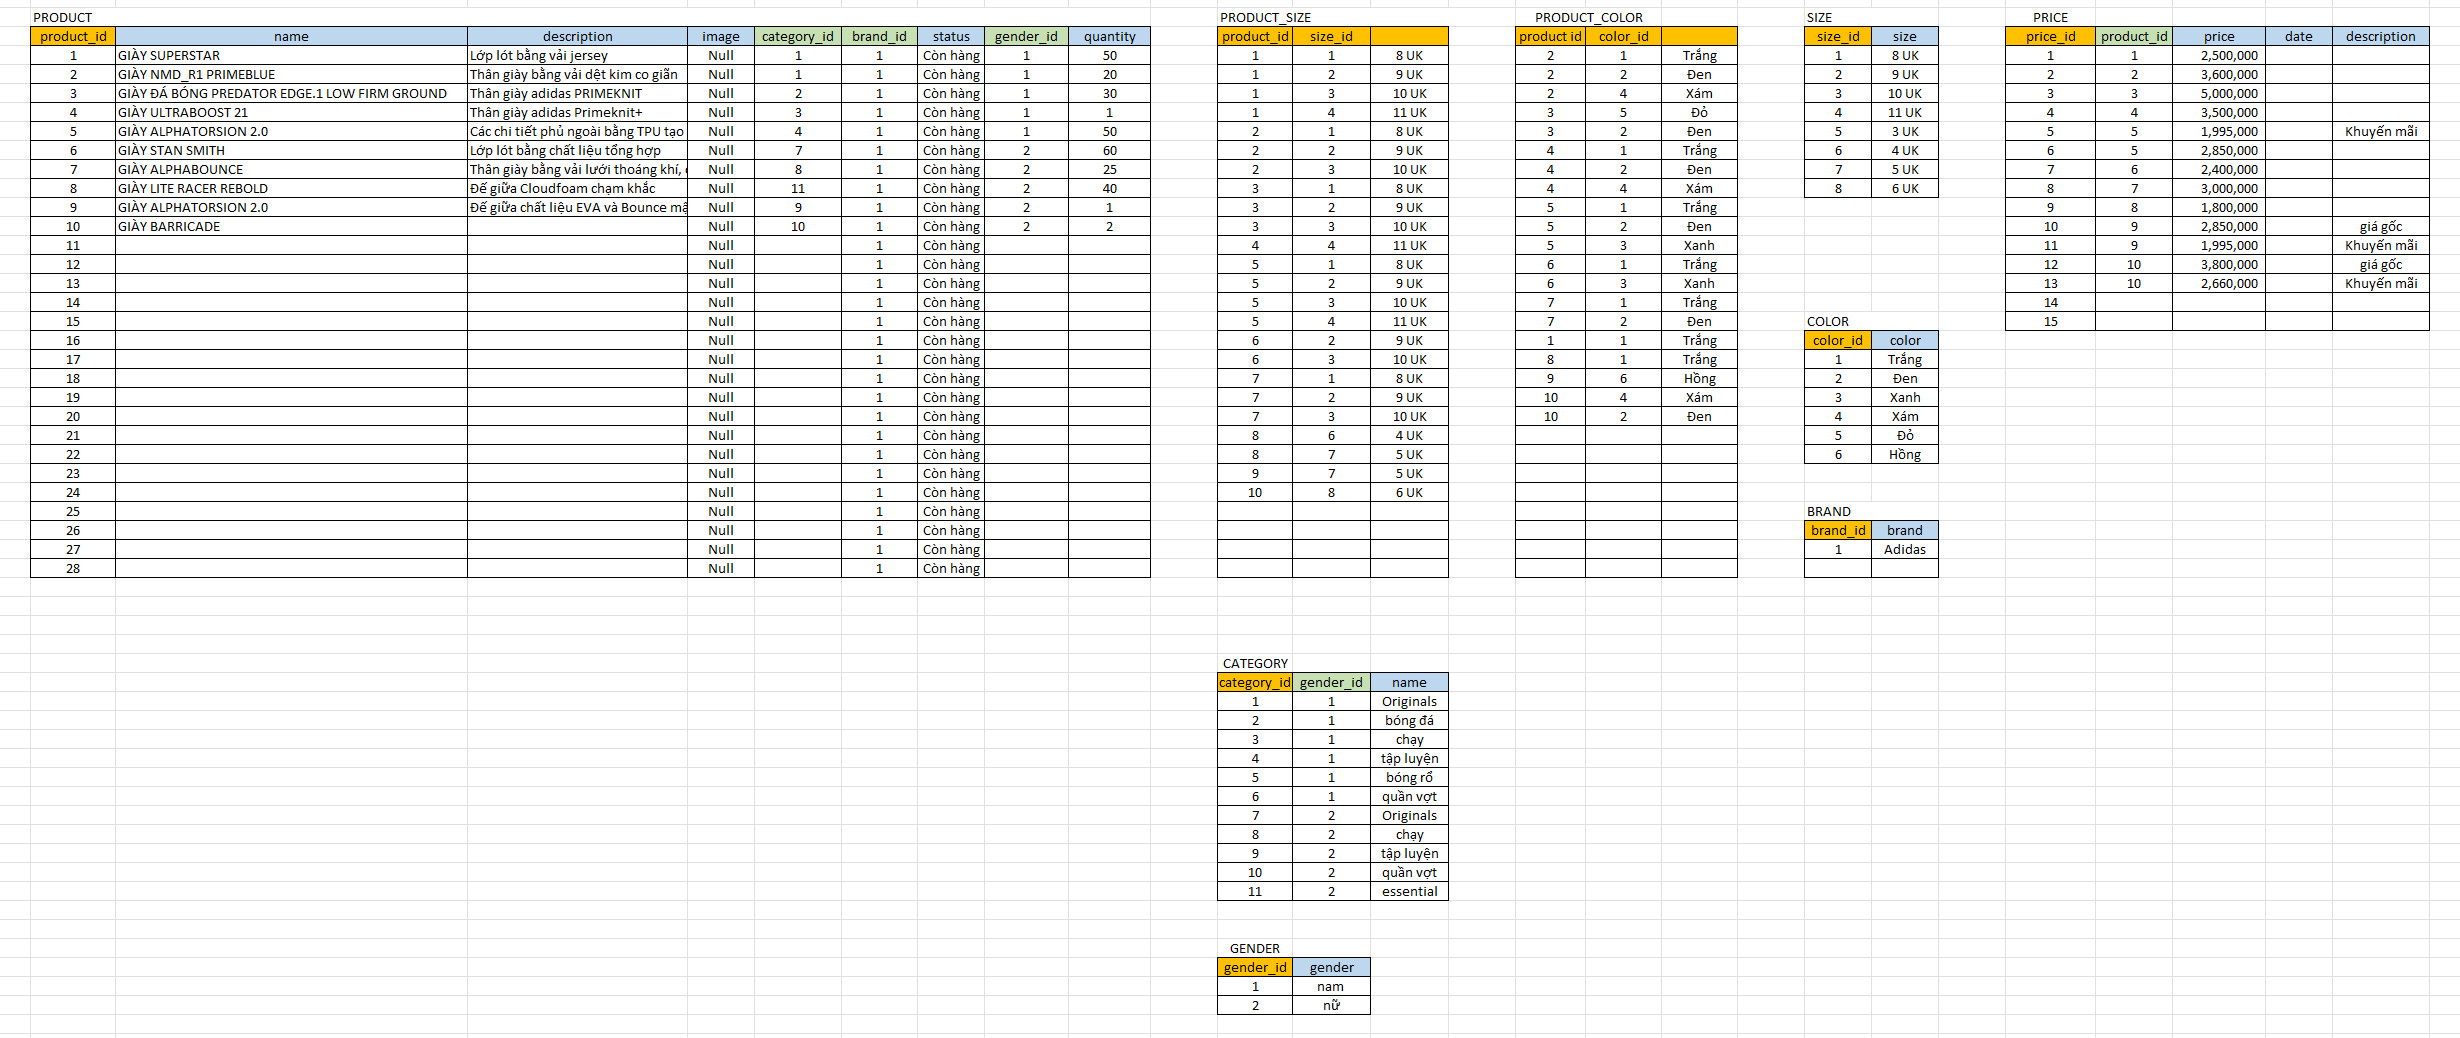 PRODUCT
product_id name description image category_id brand_id status gender_id quantity
1 GIÀY SUPERSTAR Lớp lót bằng vải jersey Null 1 1 Còn hàng 1 50
2 GIÀY NMD_R1 PRIMEBLUE Thân giày bằng vải dệt kim co giãn Null 1 1 Còn hàng 1 20
3 GIÀY ĐÁ BÓNG PREDATOR EDGE.1 LOW FIRM GROUND Thân giày adidas PRIMEKNIT Null 2 1 Còn hàng 1 30
4 GIÀY ULTRABOOST 21 Thân giày adidas Primeknit+ Null 3 1 Còn hàng 1 1
5 GIÀY ALPHATORSION 2.0 Các chi tiết phủ ngoài bằng TPU tạo Null 4 1 Còn hàng 1 50
6 GIÀY STAN SMITH Lớp lót bằng chất liệu tổng hợp Null 7 1 Còn hàng 2 60
7 GIÀY ALPHABOUNCE Thân giày bằng vải lưới thoáng khí, Null 8 1 Còn hàng 2 25
8 GIÀY LITE RACER REBOLD Đế giữa Cloudfoam chạm khắc Null 11 1 Còn hàng 2 40
9 GIÀY ALPHATORSION 2.0 Đế giữa chất liệu EVA và Bounce mậ Null 9 1 Còn hàng 2 1
10 GIÀY BARRICADE Null 10 1 Còn hàng 2 2
11 Null 1 Còn hàng
12 Null 1 Còn hàng
13 Null 1 Còn hàng
14 Null 1 Còn hàng
15 Null 1 Còn hàng
16 Null 1 Còn hàng
17 Null 1 Còn hàng
18 Null 1 Còn hàng
19 Null 1 Còn hàng
20 Null 1 Còn hàng
21 Null 1 Còn hàng
22 Null 1 Còn hàng
23 Null 1 Còn hàng
24 Null 1 Còn hàng
25 Null 1 Còn hàng
26 Null 1 Còn hàng
27 Null 1 Còn hàng
28 Null 1 Còn hàng
PRODUCT_SIZE
product_id size_id
1 1 8 UK
1 2 9 UK
1 3 10 UK
1 4 11 UK
2 1 8 UK
2 2 9 UK
2 3 10 UK
3 1 8 UK
3 2 9 UK
3 3 10 UK
4 4 11 UK
5 1 8 UK
5 2 9 UK
5 3 10 UK
5 4 11 UK
6 2 9 UK
6 3 10 UK
7 1 8 UK
7 2 9 UK
7 3 10 UK
8 6 4 UK
8 7 5 UK
9 7 5 UK
10 8 6 UK
PRODUCT_COLOR
product id color_id
2 1 Trắng
2 2 Đen
2 4 Xám
3 5 Đỏ
3 2 Đen
4 1 Trắng
4 2 Đen
4 4 Xám
5 1 Trắng
5 2 Đen
5 3 Xanh
6 1 Trắng
6 3 Xanh
7 1 Trắng
7 2 Đen
1 1 Trắng
8 1 Trắng
9 6 Hồng
10 4 Xám
10 2 Đen
SIZE
size_id size
1 8 UK
2 9 UK
3 10 UK
4 11 UK
5 3 UK
6 4 UK
7 5 UK
8 6 UK
COLOR
color_id color
1 Trắng
2 Đen
3 Xanh
4 Xám
5 Đỏ
6 Hồng
BRAND
brand_id brand
1 Adidas
PRICE
price_id product_id price date description
1 1 2,500,000
2 2 3,600,000
3 3 5,000,000
4 4 3,500,000
5 5 1,995,000 Khuyến mãi
6 5 2,850,000
7 6 2,400,000
8 7 3,000,000
9 8 1,800,000
10 9 2,850,000 giá gốc
11 9 1,995,000 Khuyến mãi
12 10 3,800,000 giá gốc
13 10 2,660,000 Khuyến mãi
14
15
CATEGORY
category_id gender_id name
1 1 Originals
2 1 bóng đá
3 1 chạy
4 1 tập luyện
5 1 bóng rổ
6 1 quần vợt
7 2 Originals
8 2 chạy
9 2 tập luyện
10 2 quần vợt
11 2 essential
GENDER
gender_id gender
1 nam
2 nữ